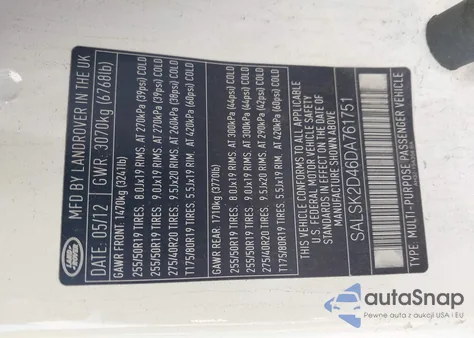 LAND ROVER
MFD BY LANDROVER IN THE UK
DATE: 05/12 GWR: 3070kg (6768lb)
GAWR FRONT: 1470kg (3241lb)
255/50R19 TIRES. 8.0Jx19 RIMS. AT 270kPa (39psi) COLD
255/50R19 TIRES. 9.0Jx19 RIMS. AT 270kPa (39psi) COLD
275/40R20 TIRES. 9.5Jx20 RIMS. AT 260kPa (38psi) COLD
T175/80R19 TIRES. 5.5Jx19 RIM. AT 420kPa (60psi) COLD
GAWR REAR: 1710kg (3770lb)
255/50R19 TIRES. 8.0Jx19 RIMS. AT 300kPa (44psi) COLD
255/50R19 TIRES. 9.0Jx19 RIMS. AT 300kPa (44psi) COLD
275/40R20 TIRES. 9.5Jx20 RIMS. AT 290kPa (42psi) COLD
T175/80R19 TIRES 5.5Jx19 RIM. AT 420kPa (60psi) COLD
THIS VEHICLE CONFORMS TO ALL APPLICABLE
U.S. FEDERAL MOTOR VEHICLE SAFETY
STANDARDS IN EFFECT ON THE DATE OF
MANUFACTURE SHOWN ABOVE
SALSK2D46DA761751
TYPE: MULTI-PURPOSE PASSENGER VEHICLE
autoSnap
Pewne auta z aukcji USA i EU